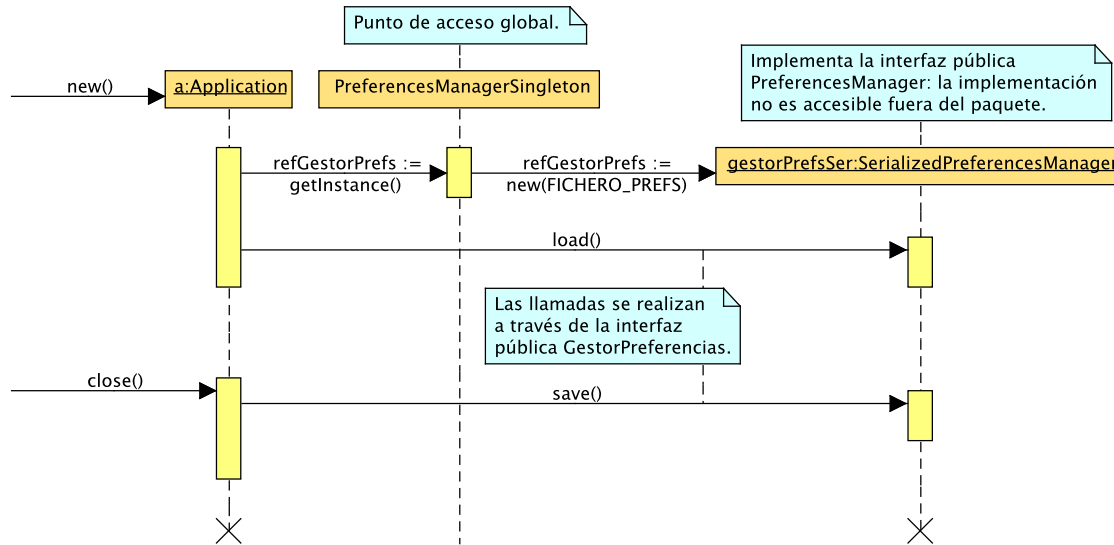 Punto de acceso global.
Implementa la interfaz pública
PreferencesManager: la implementación
no es accesible fuera del paquete.
new()
a:Application
PreferencesManagerSingleton
refGestorPrefs :=
getInstance()
refGestorPrefs :=
new(FICHERO_PREFS)
gestorPrefsSer:SerializedPreferencesManager
load()
Las llamadas se realizan
a través de la interfaz
pública GestorPreferencias.
close()
save()